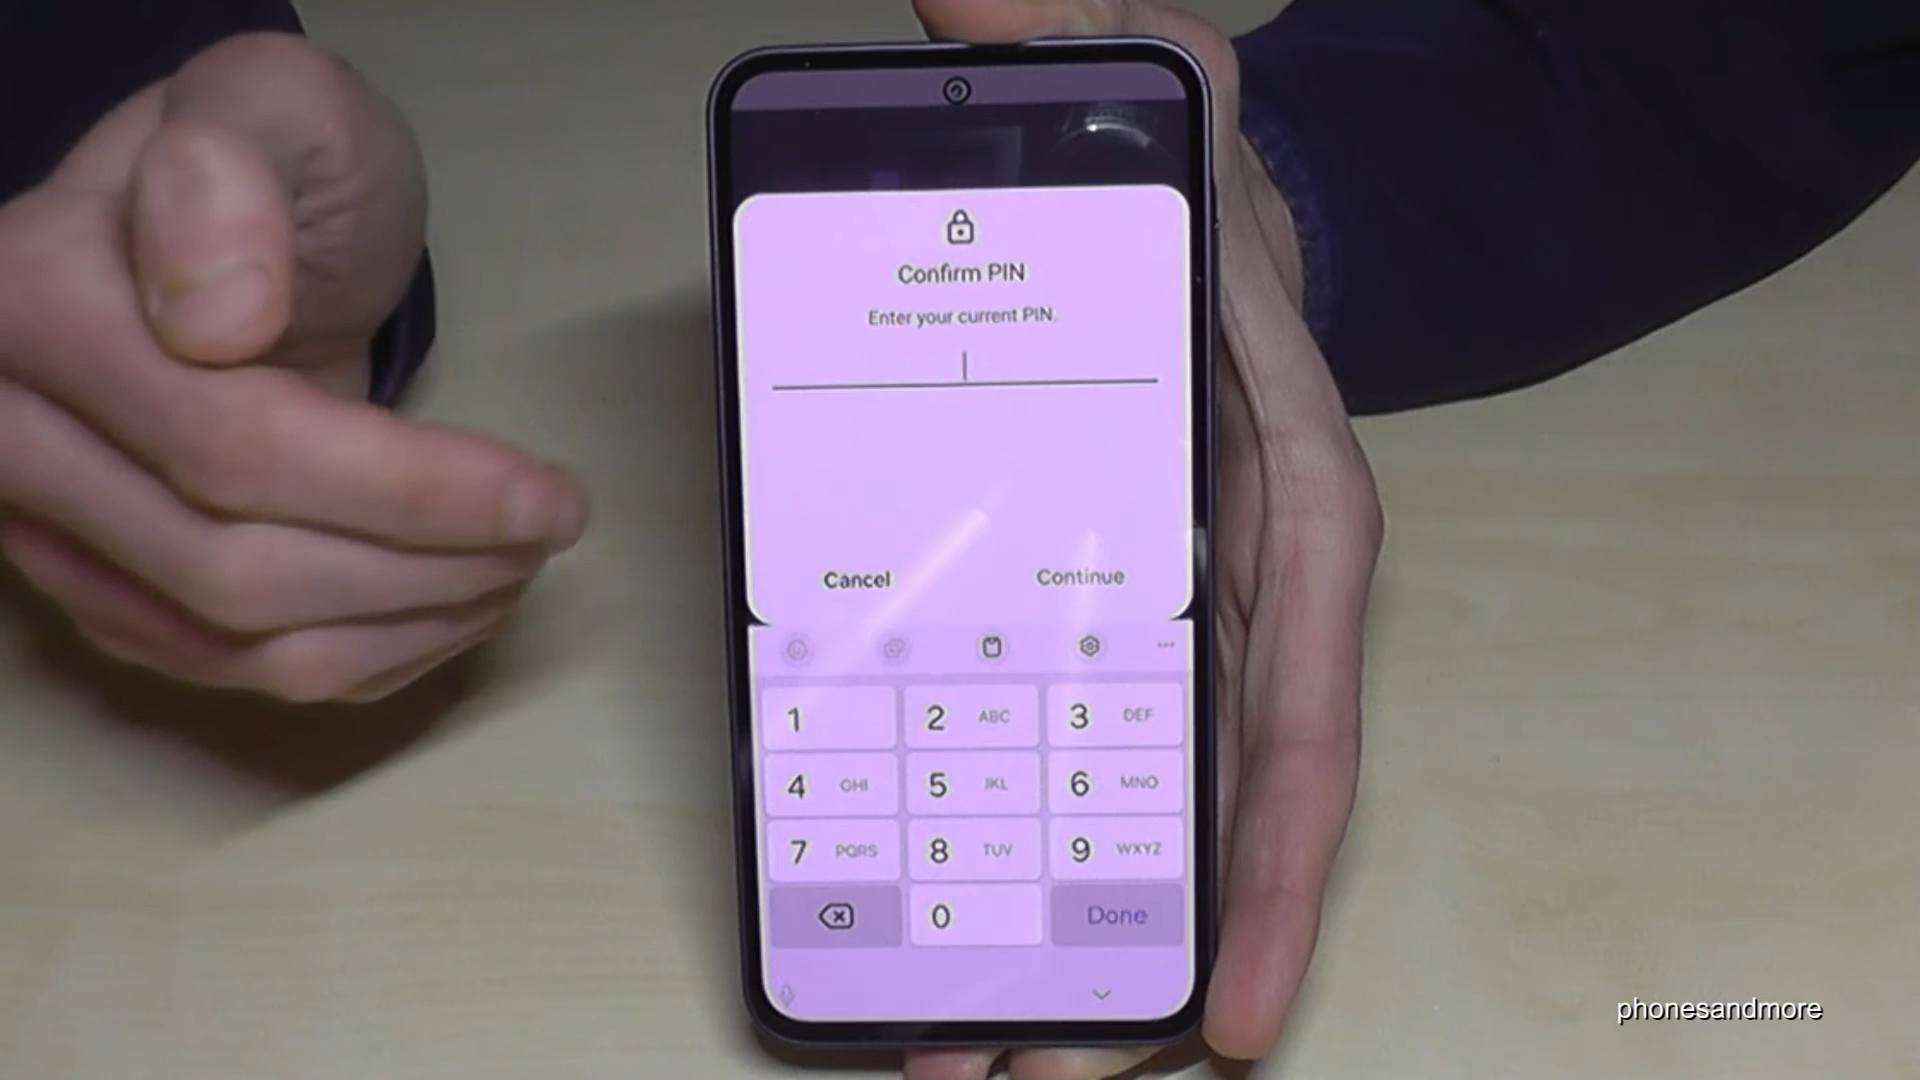 Confirm PIN
Enter your current PIN.
Cancel Continue
1 2 ABC 3 DEF
4 GHI 5 JKL 6 MNO
7 PQRS 8 TUV 9 WXYZ
0 Done
phonesandmore